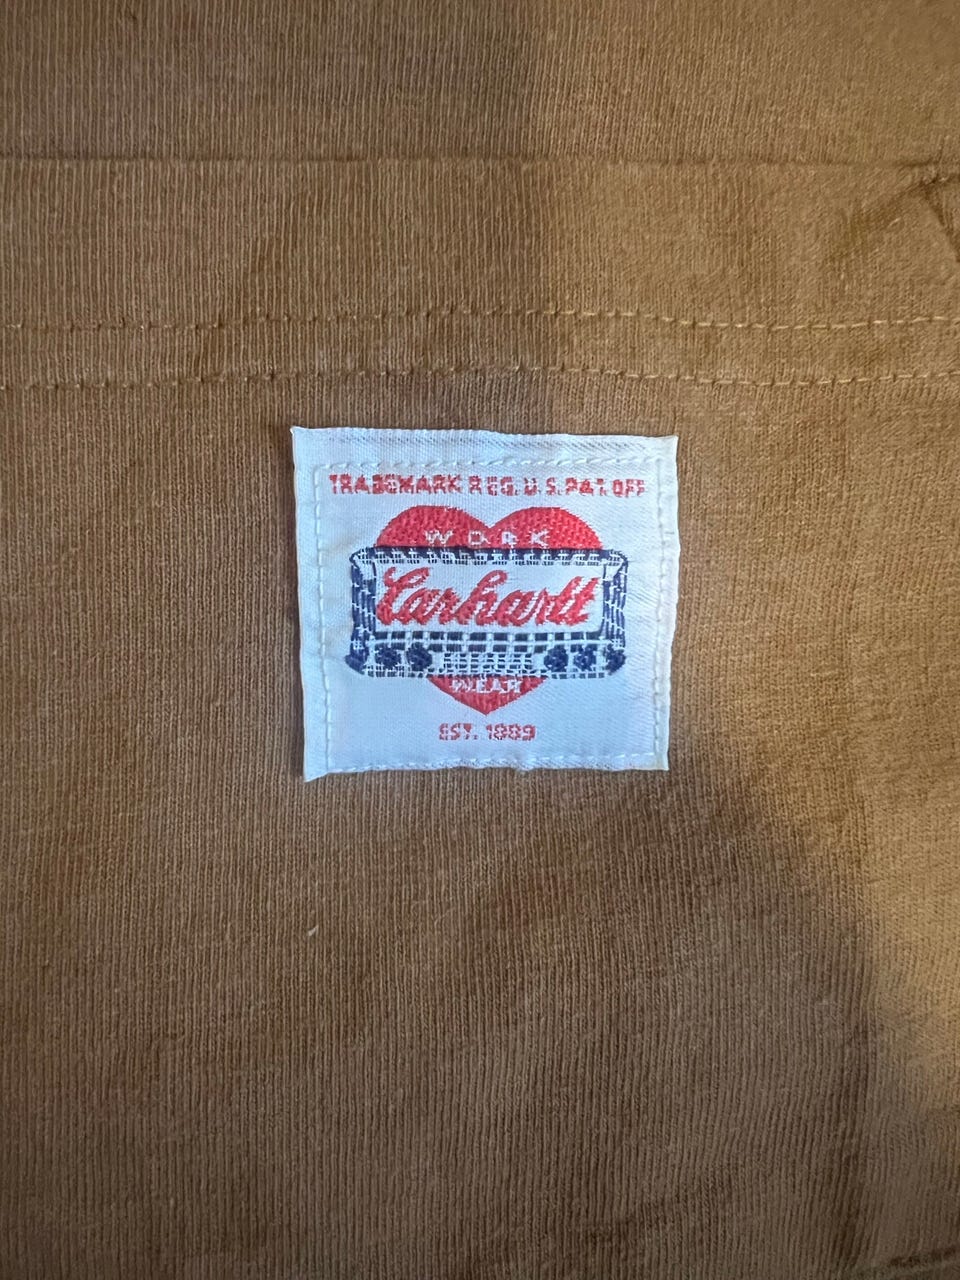 TRADEMARK REG. U.S. PAT. OFF
WORK
Carhartt
WEAR
EST. 1889